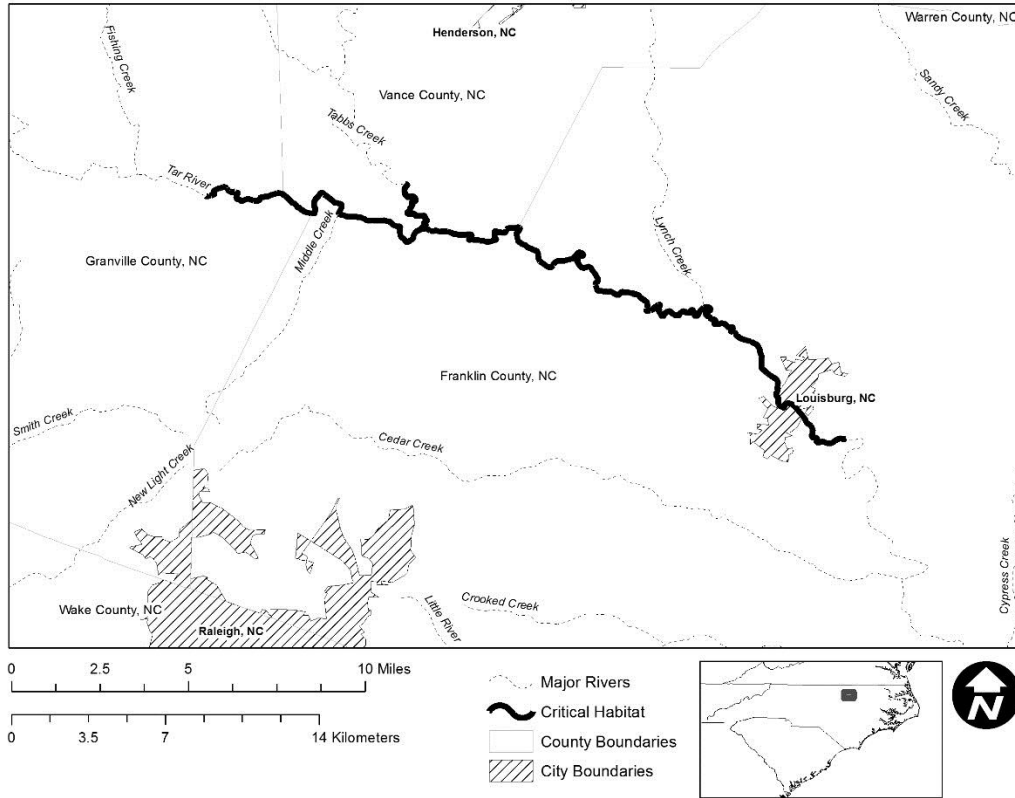 Henderson, NC
Warren County, NC
Fishing Creek
Vance County, NC
Sandy Creek
Tabbs Creek
Tar River
Middle Creek
Lynch Creek
Granville County, NC
Franklin County, NC
Louisburg, NC
Smith Creek
Cedar Creek
New Light Creek
Cypress Creek
Wake County, NC
Crooked Creek
Little River
Raleigh, NC
0 2.5 5 10 Miles
0 3.5 7 14 Kilometers
Major Rivers
Critical Habitat
County Boundaries
City Boundaries
N